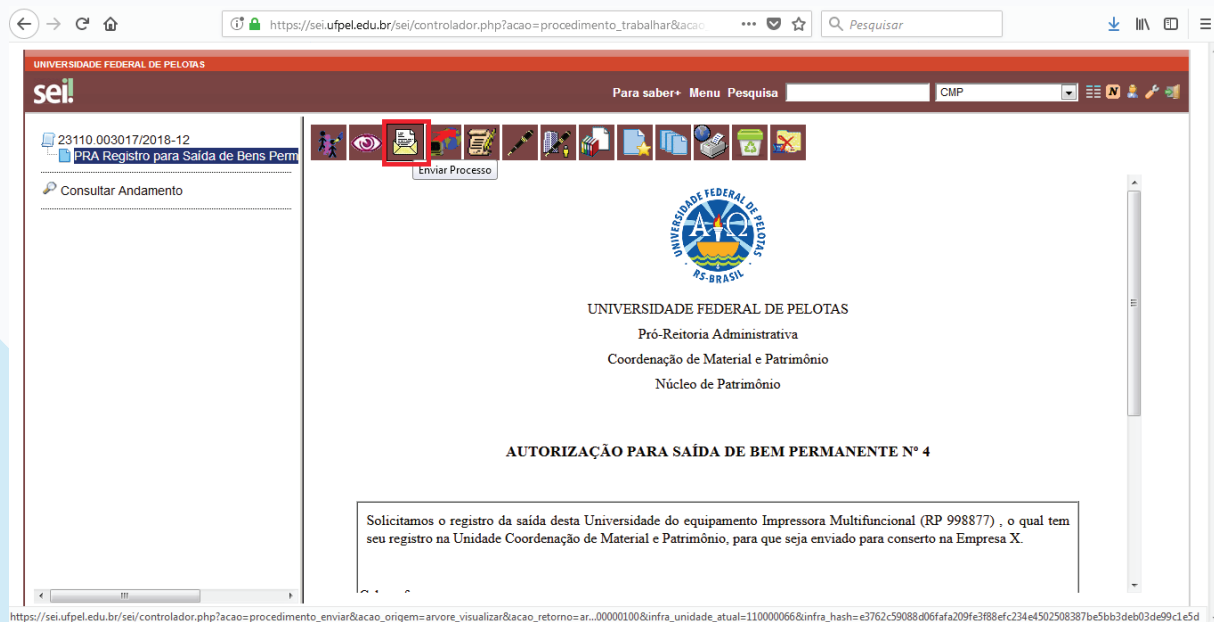 https://sei.ufpel.edu.br/sei/controlador.php?acao=procedimento_trabalhar&acao_
Pesquisar
UNIVERSIDADE FEDERAL DE PELOTAS
sei!
Para saber+ Menu Pesquisa
CMP
N
23110.003017/2018-12
PRA Registro para Saída de Bens Perm
Consultar Andamento
Enviar Processo
UNIVERSIDADE FEDERAL DE PELOTAS
RS-BRASIL
UNIVERSIDADE FEDERAL DE PELOTAS
Pró-Reitoria Administrativa
Coordenação de Material e Patrimônio
Núcleo de Patrimônio
AUTORIZAÇÃO PARA SAÍDA DE BEM PERMANENTE Nº 4
Solicitamos o registro da saída desta Universidade do equipamento Impressora Multifuncional (RP 998877) , o qual tem
seu registro na Unidade Coordenação de Material e Patrimônio, para que seja enviado para conserto na Empresa X.
https://sei.ufpel.edu.br/sei/controlador.php?acao=procedimento_enviar&acao_origem=arvore_visualizar&acao_retorno=ar...00000100&infra_unidade_atual=110000066&infra_hash=e3762c59088d06fafa209fe3f88efc234e4502508387be5bb3deb03de99c1e5d